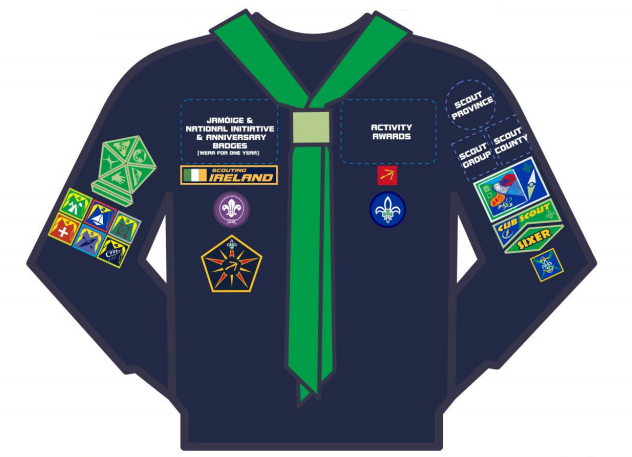 JAMÓIGE &
NATIONAL INITIATIVE
& ANNIVERSARY
BADGES
(WEAR FOR ONE YEAR)
ACTIVITY
AWARDS
SCOUT
PROVINCE
SCOUT
GROUP
SCOUT
COUNTY
SCOUTING
IRELAND
CUB SCOUT
SIXER